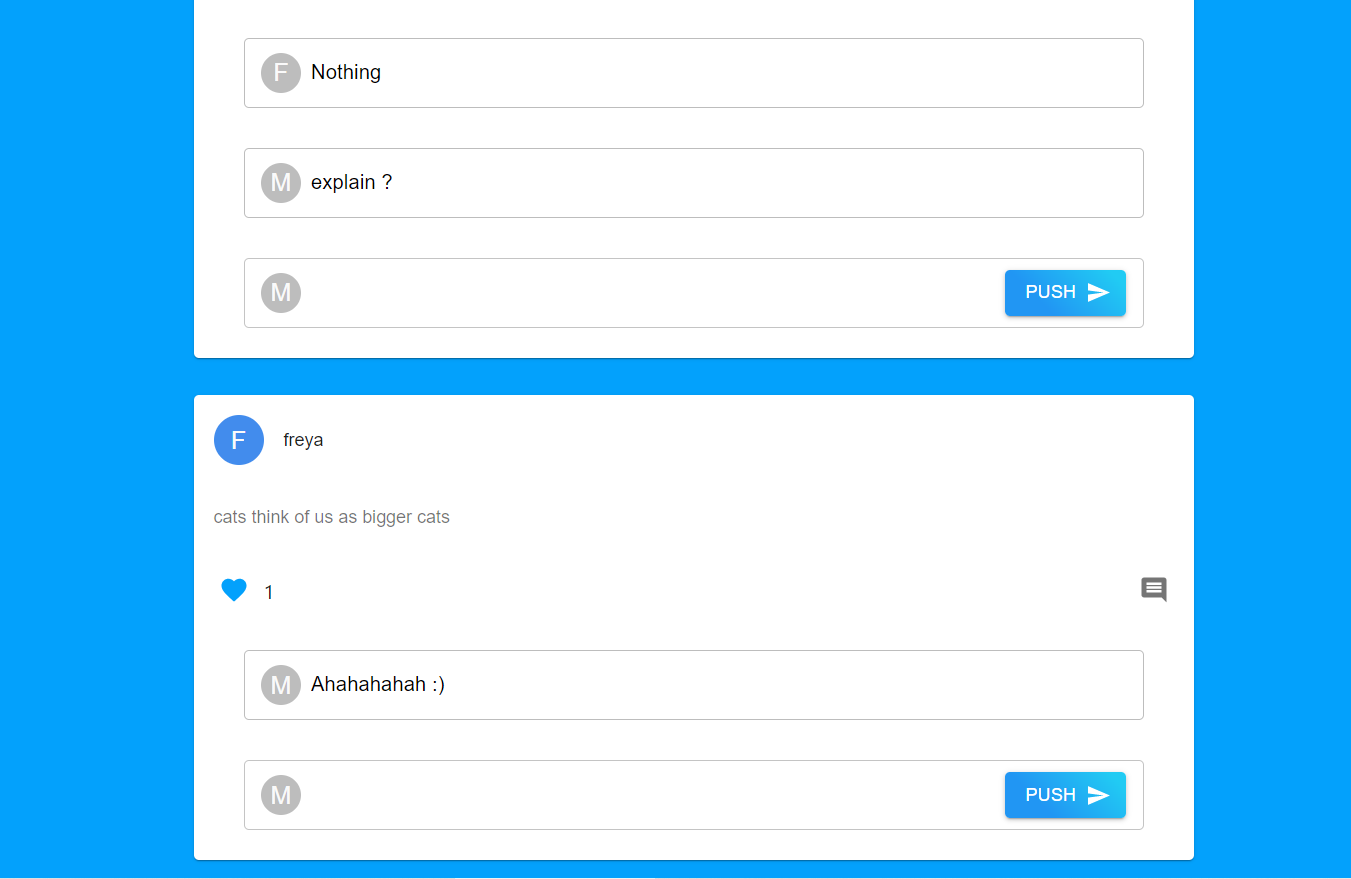 F Nothing
M explain ?
M PUSH
F freya
cats think of us as bigger cats
1
M Ahahahahah :)
M PUSH